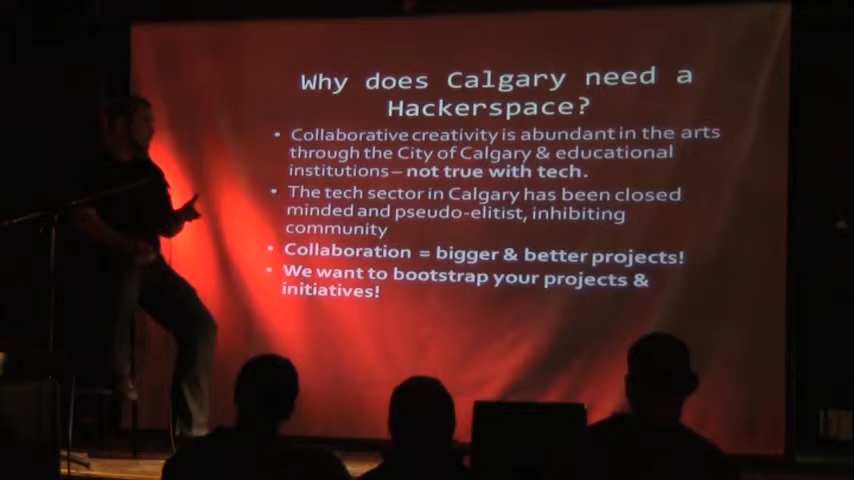 Why does Calgary need a
Hackerspace?
• Collaborative creativity is abundant in the arts
through the City of Calgary & educational
institutions – not true with tech.
• The tech sector in Calgary has been closed
minded and pseudo-elitist, inhibiting
community
• Collaboration = bigger & better projects!
• We want to bootstrap your projects &
initiatives!